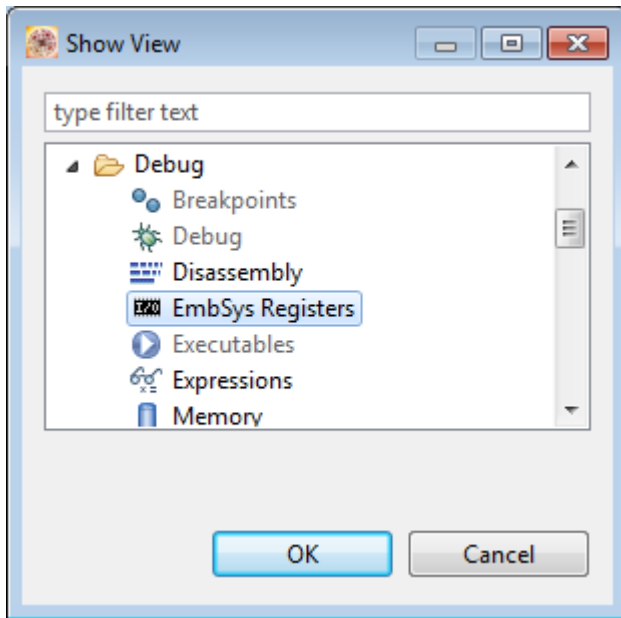 Show View
type filter text
Debug
Breakpoints
Debug
Disassembly
I/O EmbSys Registers
Executables
Expressions
Memory
OK
Cancel